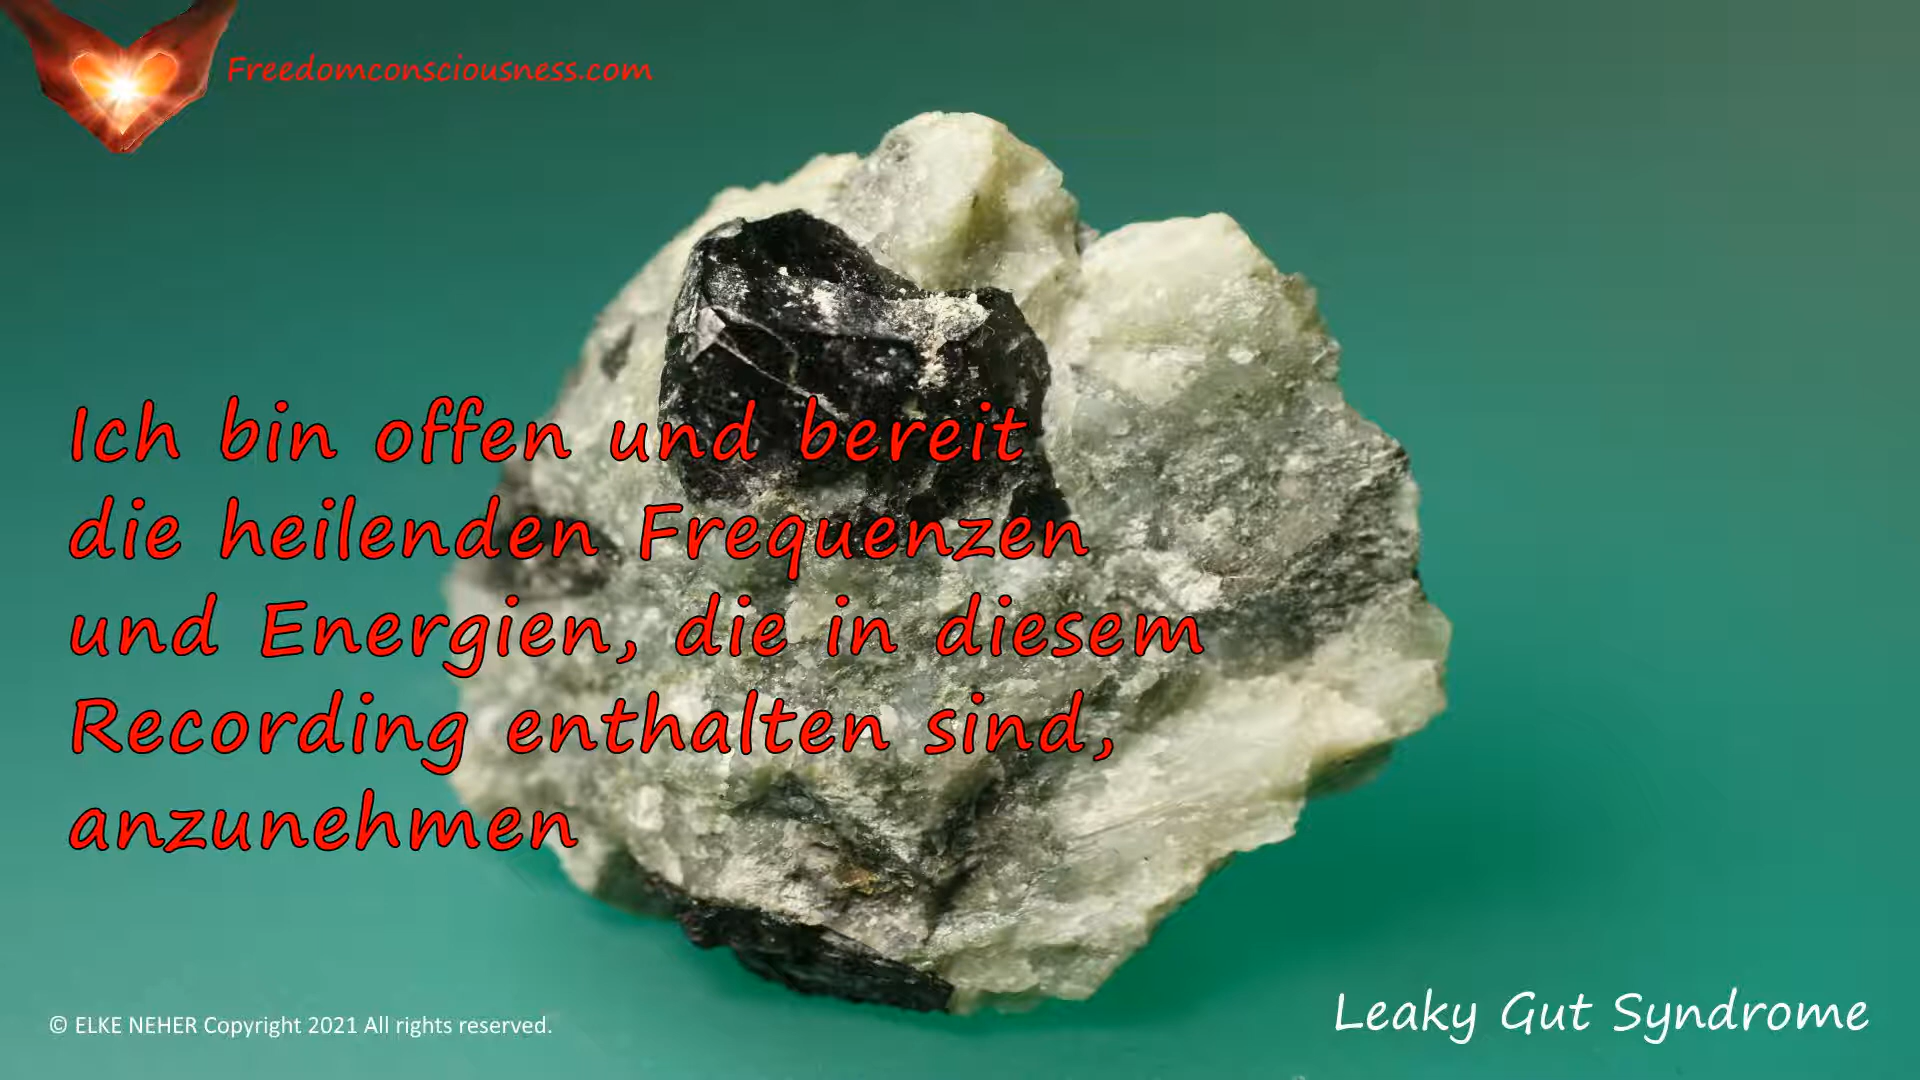 Freedomconsciousness.com
Ich bin offen und bereit
die heilenden Frequenzen
und Energien, die in diesem
Recording enthalten sind,
anzunehmen
© ELKE NEHER Copyright 2021 All rights reserved.
Leaky Gut Syndrome